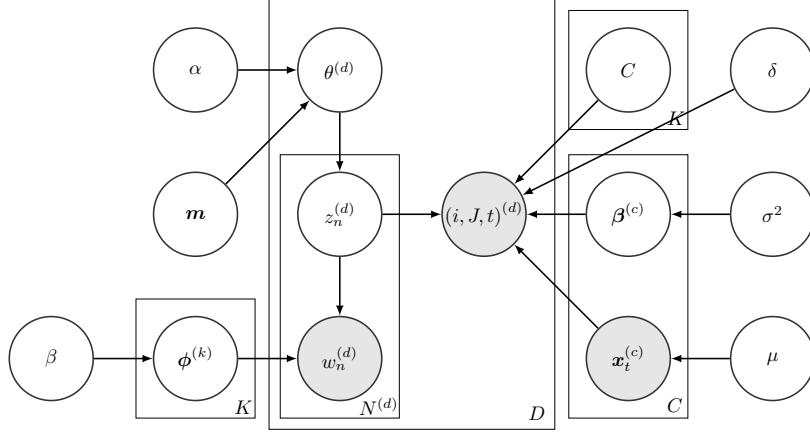 α
θ^{(d)}
C
δ
K
m
z_n^{(d)}
(i, J, t)^{(d)}
β^{(c)}
σ^2
β
ϕ^{(k)}
w_n^{(d)}
x_t^{(c)}
μ
K
N^{(d)}
D
C